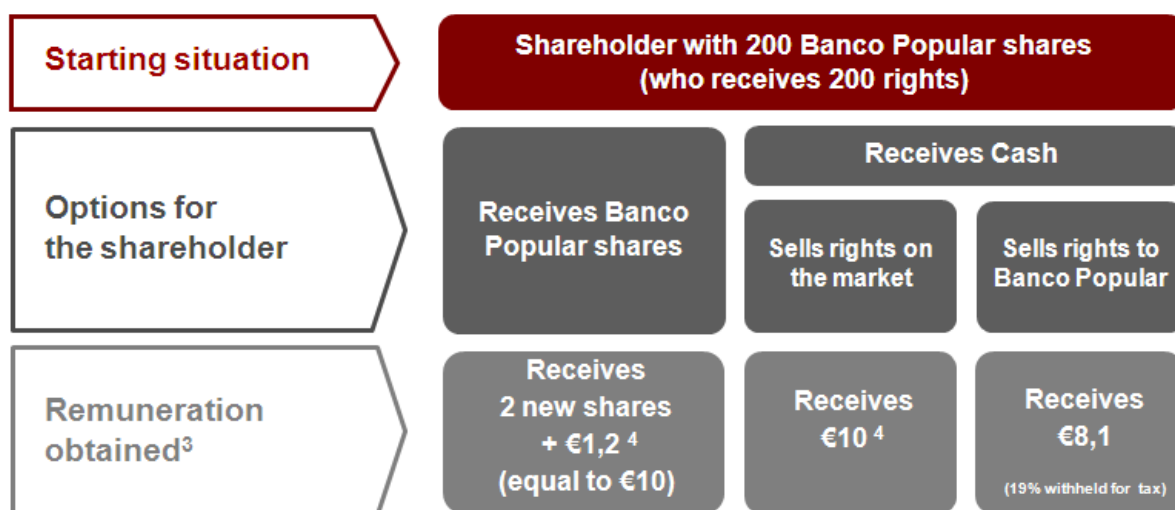 Starting situation
Shareholder with 200 Banco Popular shares
(who receives 200 rights)
Options for
the shareholder
Receives Banco
Popular shares
Receives Cash
Sells rights on
the market
Sells rights to
Banco Popular
Remuneration
obtained³
Receives
2 new shares
+ €1,2 ⁴
(equal to €10)
Receives
€10 ⁴
Receives
€8,1
(19% withheld for tax)